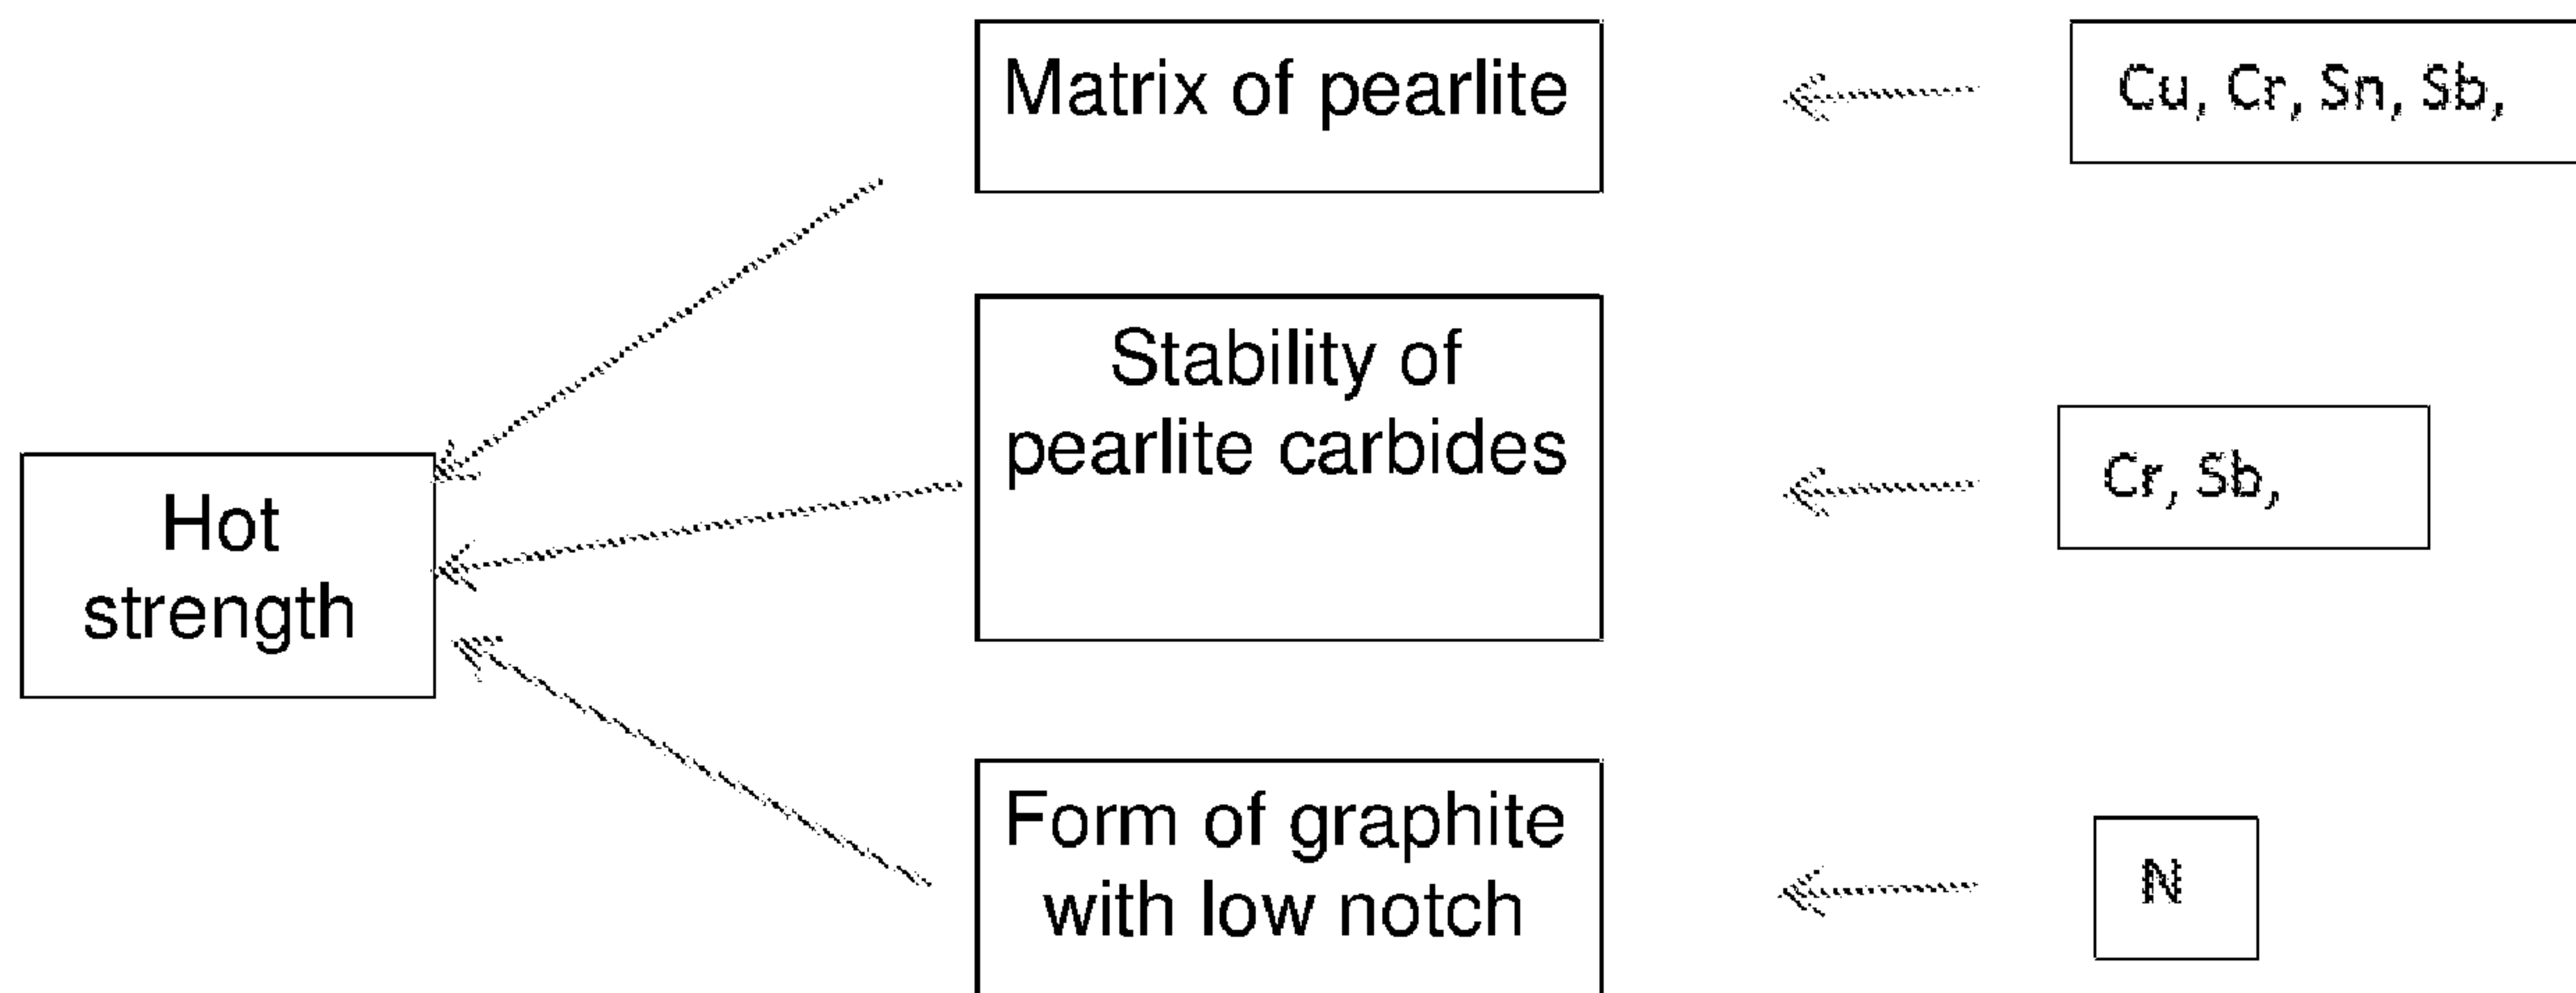 Matrix of pearlite
Cu, Cr, Sn, Sb,
Stability of
pearlite carbides
Cr, Sb,
Hot
strength
Form of graphite
with low notch
N